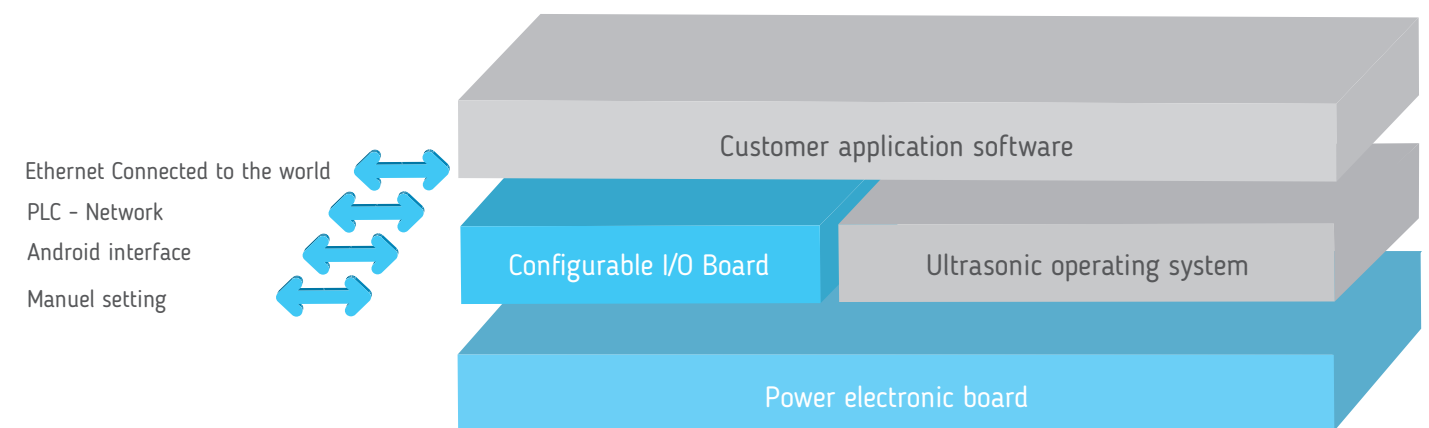 Customer application software
Ethernet Connected to the world
PLC - Network
Android interface
Manuel setting
Configurable I/O Board
Ultrasonic operating system
Power electronic board